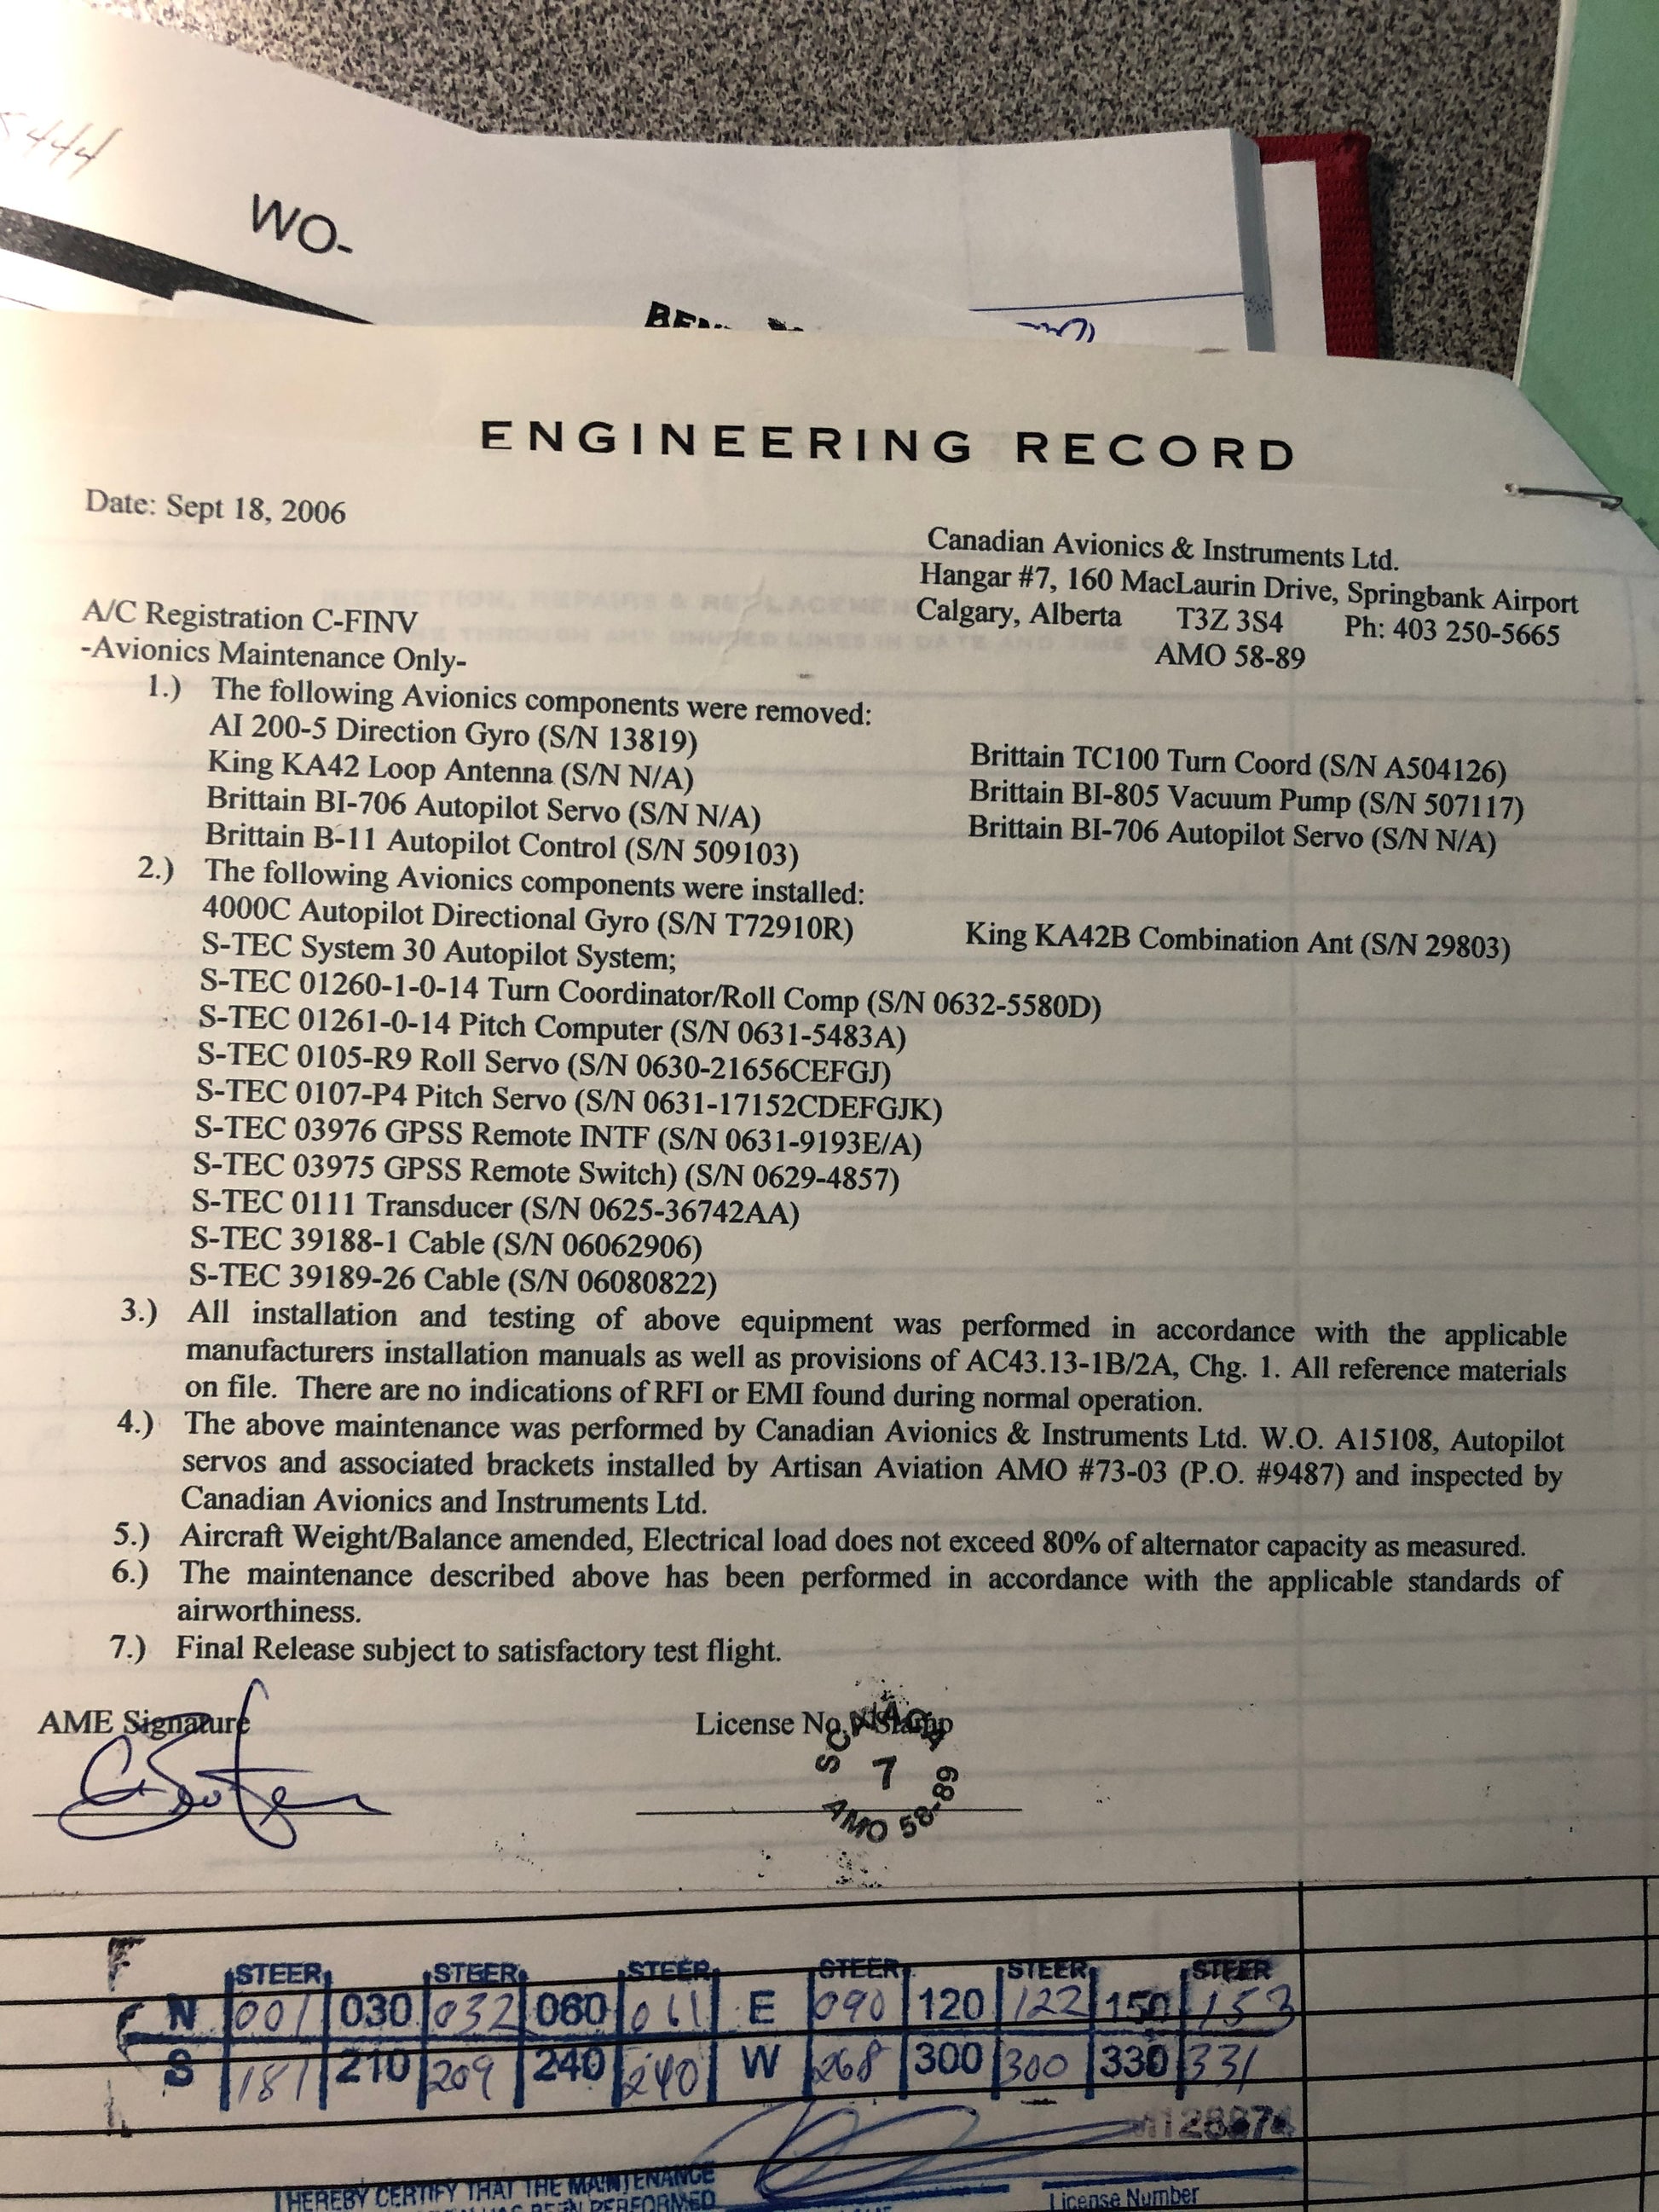 5444
WO-
ENGINEERING RECORD
Date: Sept 18, 2006
Canadian Avionics & Instruments Ltd.
Hangar #7, 160 MacLaurin Drive, Springbank Airport
Calgary, Alberta T3Z 3S4 Ph: 403 250-5665
AMO 58-89
A/C Registration C-FINV
-Avionics Maintenance Only-
1.) The following Avionics components were removed:
AI 200-5 Direction Gyro (S/N 13819)
Brittain TC100 Turn Coord (S/N A504126)
King KA42 Loop Antenna (S/N N/A)
Brittain BI-805 Vacuum Pump (S/N 507117)
Brittain BI-706 Autopilot Servo (S/N N/A)
Brittain BI-706 Autopilot Servo (S/N N/A)
Brittain B-11 Autopilot Control (S/N 509103)
2.) The following Avionics components were installed:
4000C Autopilot Directional Gyro (S/N T72910R)
King KA42B Combination Ant (S/N 29803)
S-TEC System 30 Autopilot System;
S-TEC 01260-1-0-14 Turn Coordinator/Roll Comp (S/N 0632-5580D)
S-TEC 01261-0-14 Pitch Computer (S/N 0631-5483A)
S-TEC 0105-R9 Roll Servo (S/N 0630-21656CEFGJ)
S-TEC 0107-P4 Pitch Servo (S/N 0631-17152CDEFGJK)
S-TEC 03976 GPSS Remote INTF (S/N 0631-9193E/A)
S-TEC 03975 GPSS Remote Switch) (S/N 0629-4857)
S-TEC 0111 Transducer (S/N 0625-36742AA)
S-TEC 39188-1 Cable (S/N 06062906)
S-TEC 39189-26 Cable (S/N 06080822)
3.) All installation and testing of above equipment was performed in accordance with the applicable
manufacturers installation manuals as well as provisions of AC43.13-1B/2A, Chg. 1. All reference materials
on file. There are no indications of RFI or EMI found during normal operation.
4.) The above maintenance was performed by Canadian Avionics & Instruments Ltd. W.O. A15108, Autopilot
servos and associated brackets installed by Artisan Aviation AMO #73-03 (P.O. #9487) and inspected by
Canadian Avionics and Instruments Ltd.
5.) Aircraft Weight/Balance amended, Electrical load does not exceed 80% of alternator capacity as measured.
6.) The maintenance described above has been performed in accordance with the applicable standards of
airworthiness.
7.) Final Release subject to satisfactory test flight.
AME Signature
License No./Stamp
7
AMO 58-89
STEER STEER STEER STEER STEER STEER
N 001 030 032 060 061 E 090 120 122 150 153
S 181 210 209 240 240 W 268 300 300 330 331
I HEREBY CERTIFY THAT THE MAINTENANCE
HAS BEEN PERFORMED
License Number